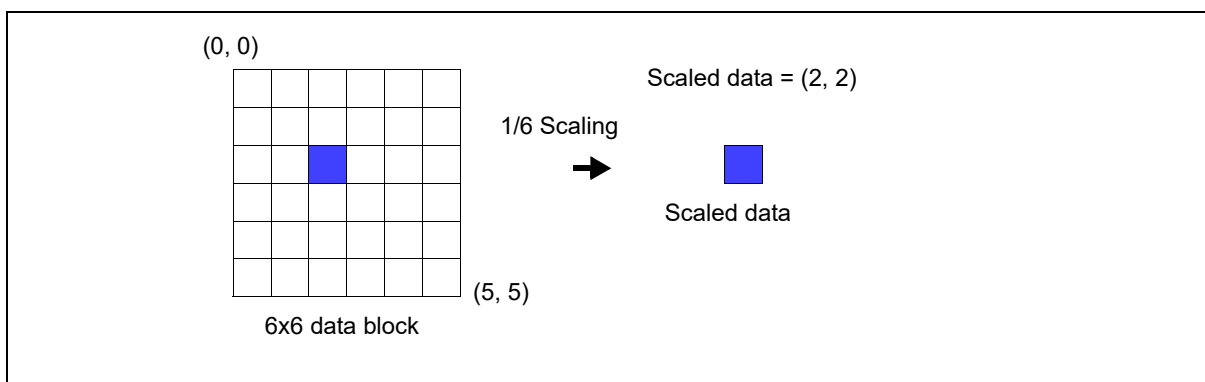 (0, 0)
Scaled data = (2, 2)
1/6 Scaling
Scaled data
(5, 5)
6x6 data block